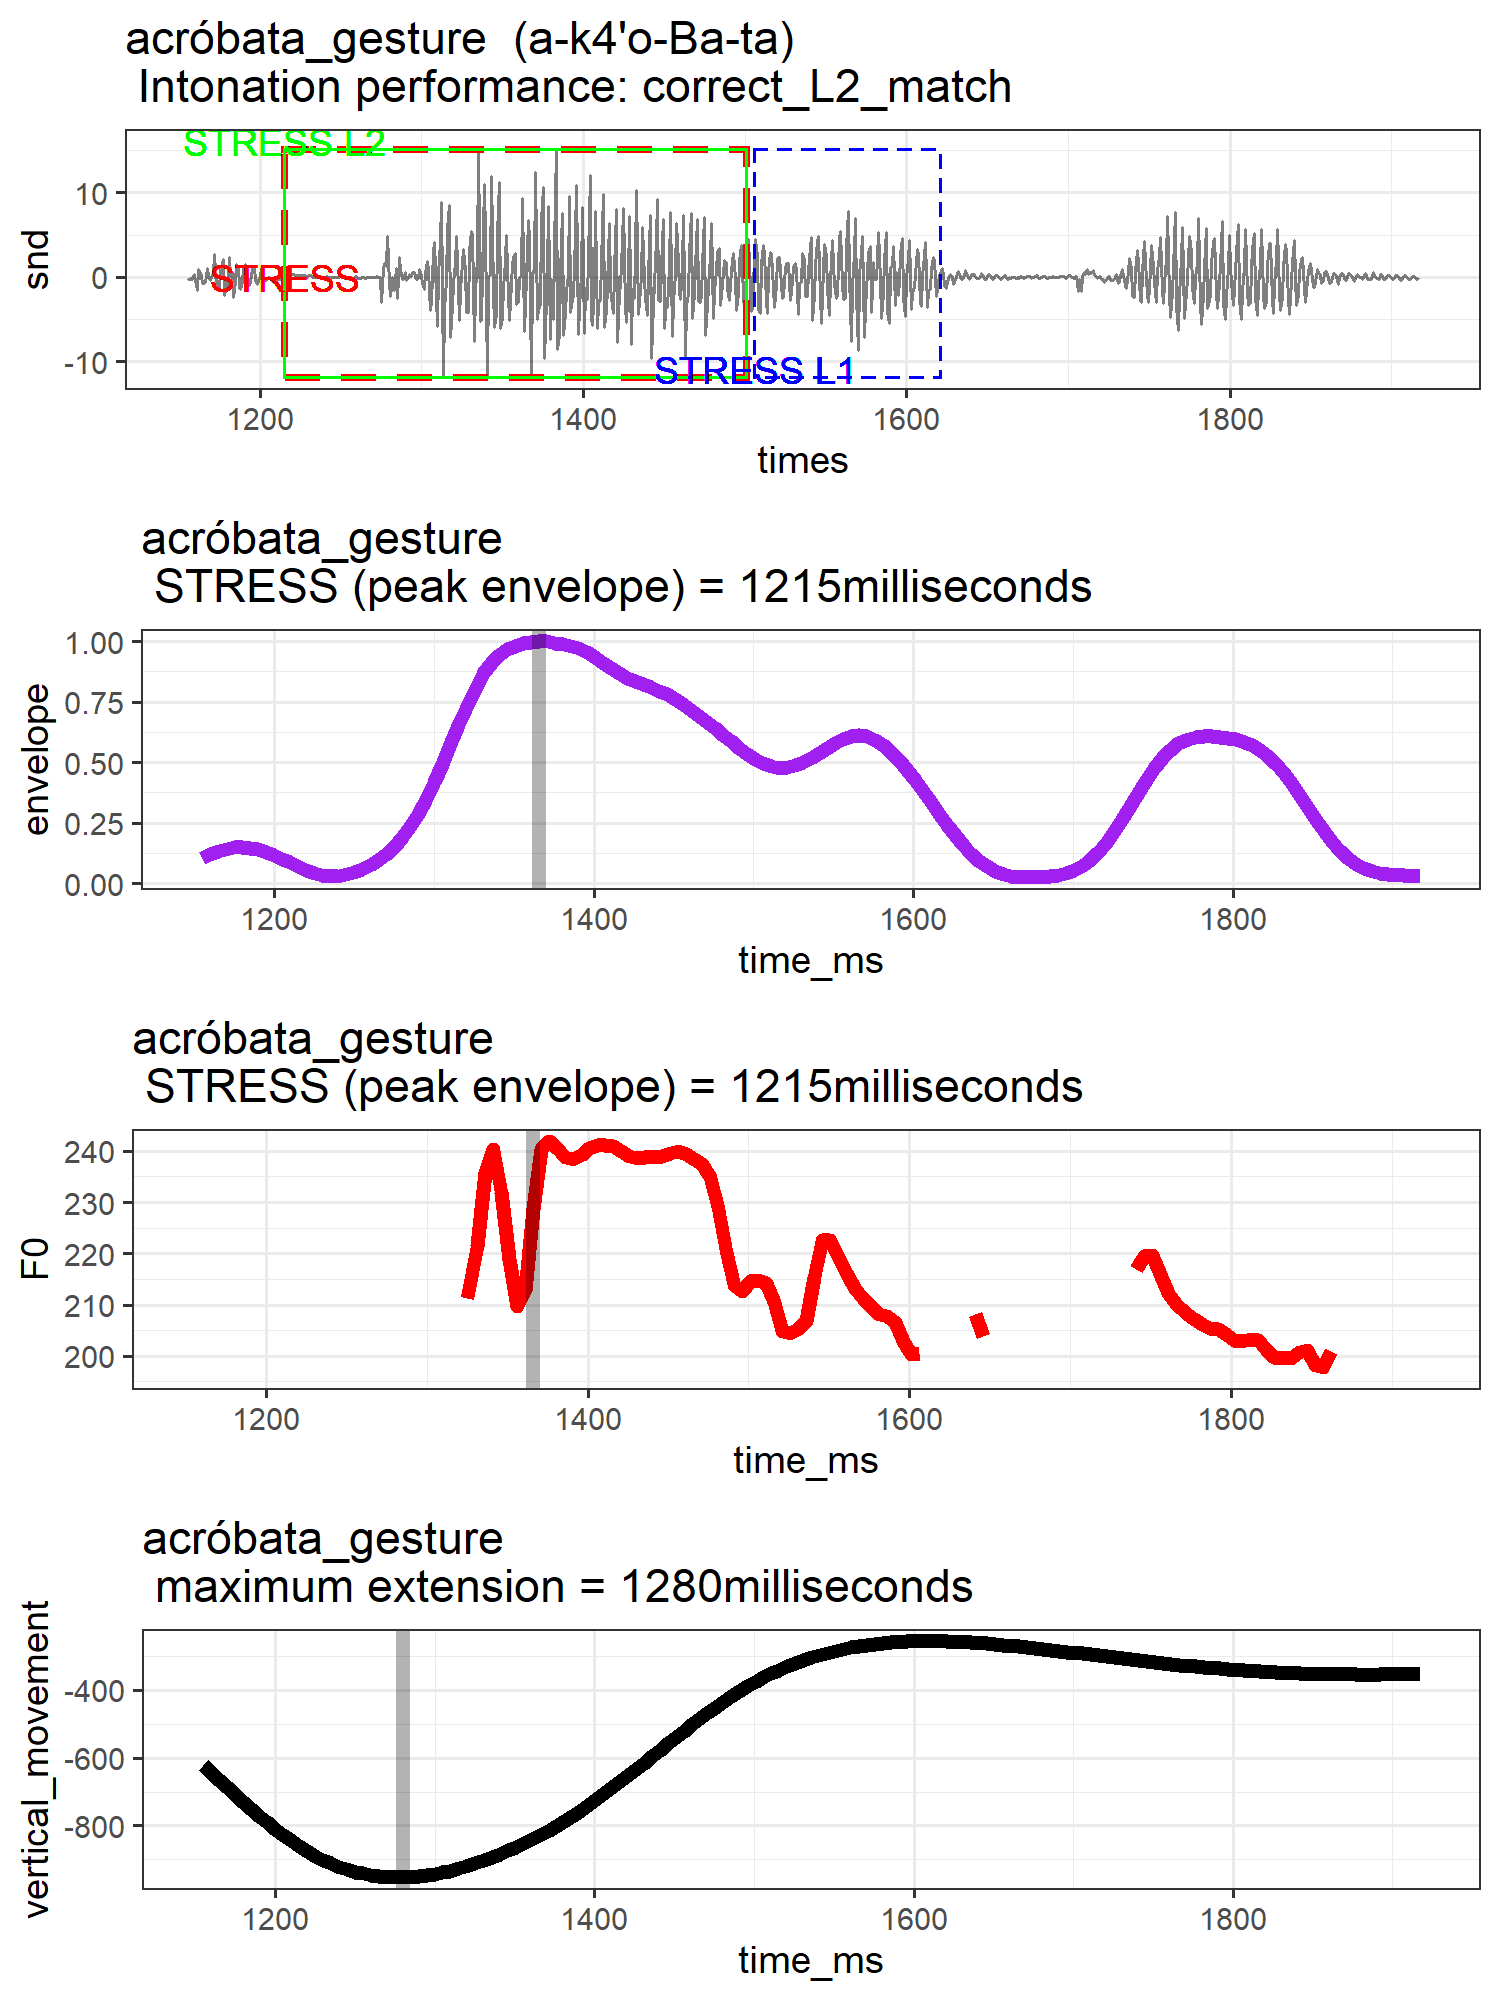 acróbata_gesture  (a-k4'o-Ba-ta)
Intonation performance: correct_L2_match
STRESS L2
10
snd
0
STRESS
-10
STRESS L1
1200 1400 1600 1800
times
acróbata_gesture
STRESS (peak envelope) = 1215milliseconds
1.00
0.75
envelope
0.50
0.25
0.00
1200 1400 1600 1800
time_ms
acróbata_gesture
STRESS (peak envelope) = 1215milliseconds
240
230
220
F0
210
200
1200 1400 1600 1800
time_ms
acróbata_gesture
maximum extension = 1280milliseconds
-400
vertical_movement
-600
-800
1200 1400 1600 1800
time_ms